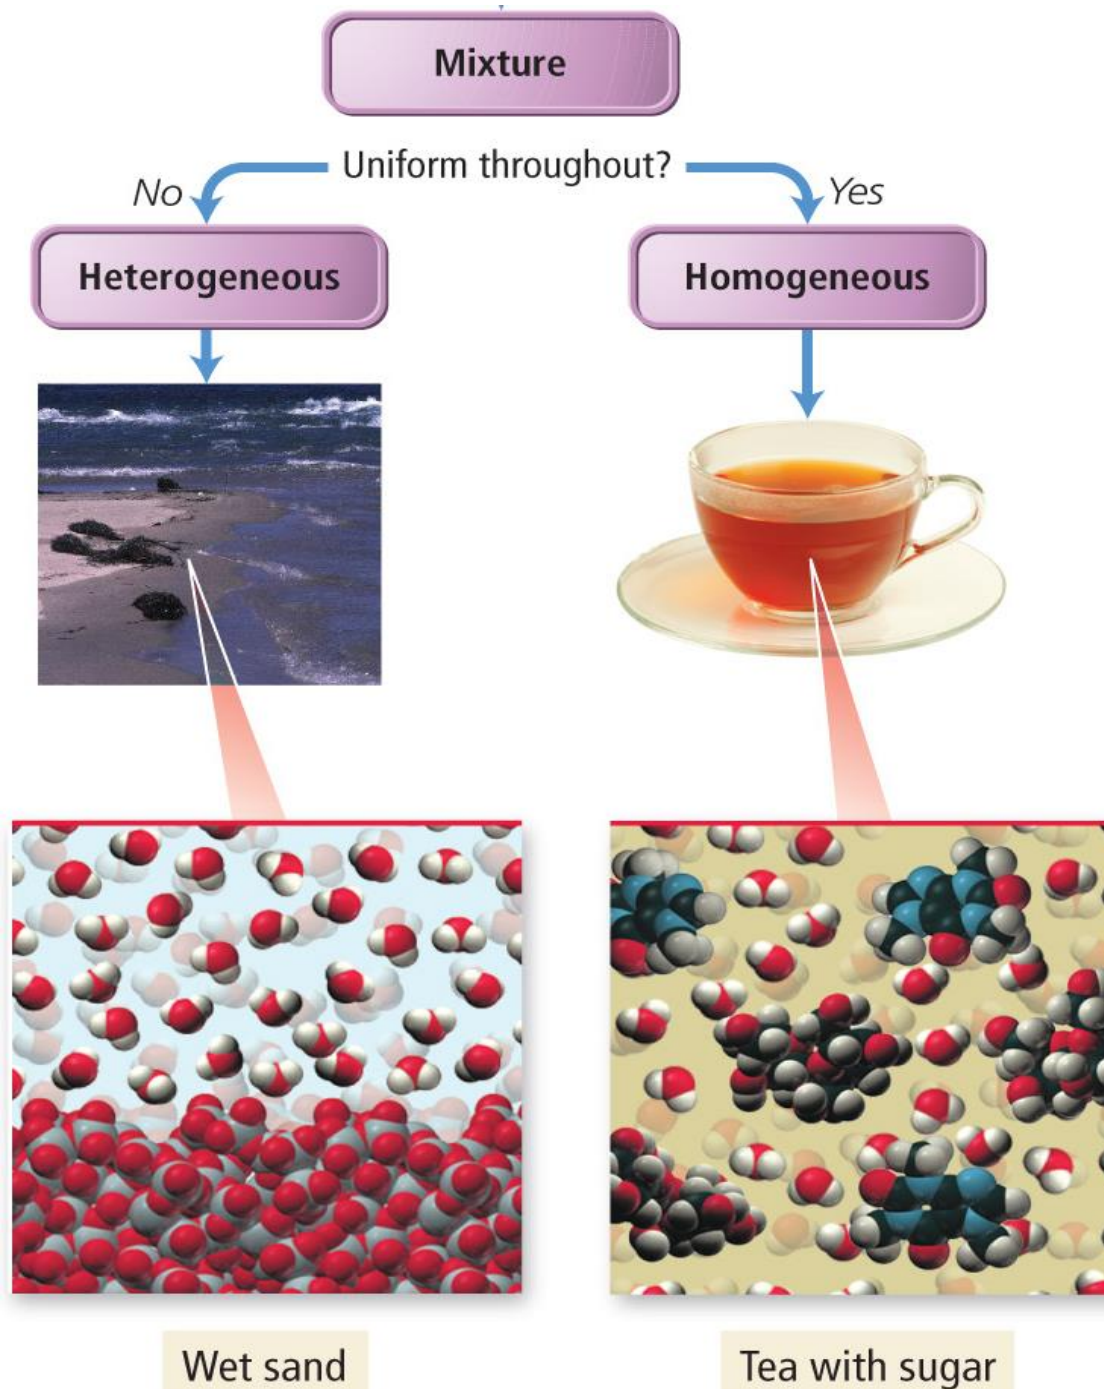 Mixture
Uniform throughout?
No
Yes
Heterogeneous
Homogeneous
Wet sand
Tea with sugar